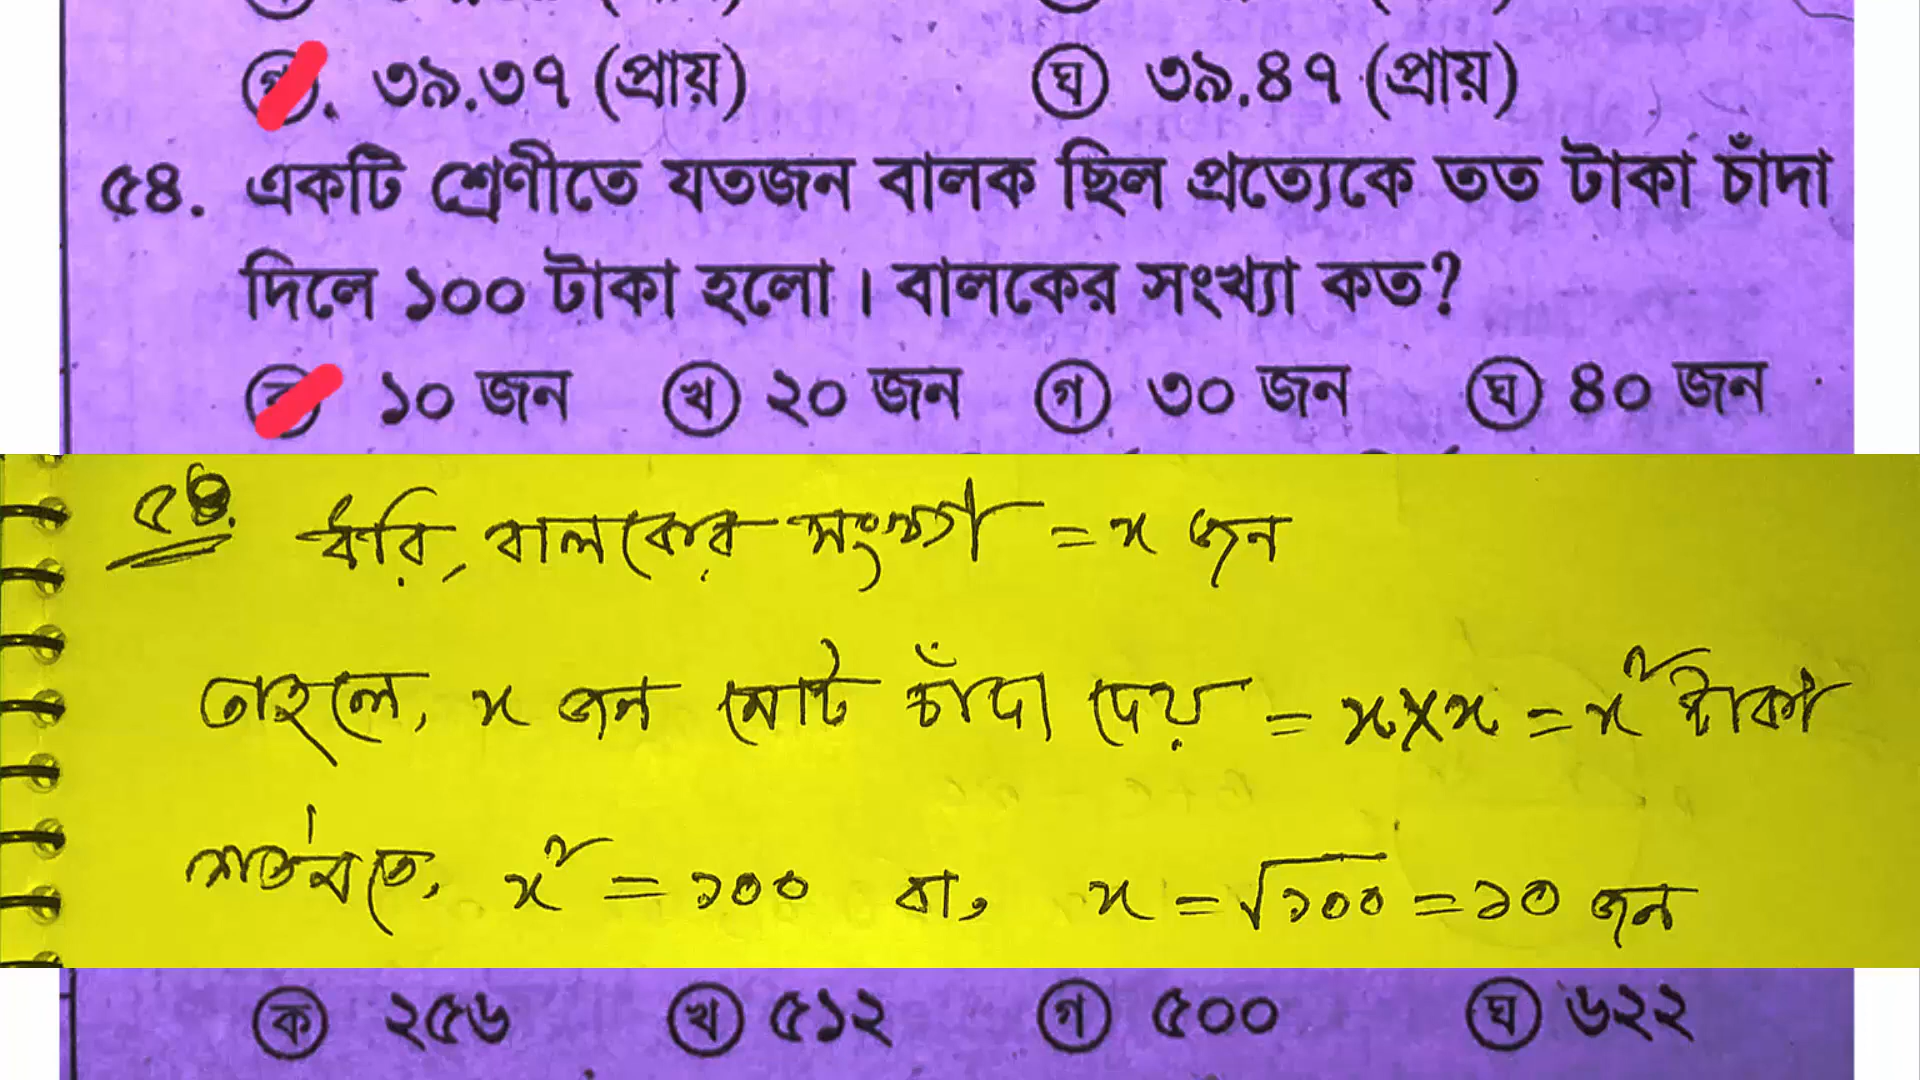 গ. ৩৯.৩৭ (প্রায়) ঘ ৩৯.৪৭ (প্রায়)
৫৪. একটি শ্রেণীতে যতজন বালক ছিল প্রত্যেকে তত টাকা চাঁদা
দিলে ১০০ টাকা হলো। বালকের সংখ্যা কত?
ক ১০ জন খ ২০ জন গ ৩০ জন ঘ ৪০ জন
৫৪. ধরি, বালকের সংখ্যা = x জন
তাহলে, x জন মোট চাঁদা দেয় = x×x = x² টাকা
শর্তমতে, x² = ১০০ বা, x = √১০০ = ১০ জন
ক ২৫৬ খ ৫১২ গ ৫০০ ঘ ৬২২